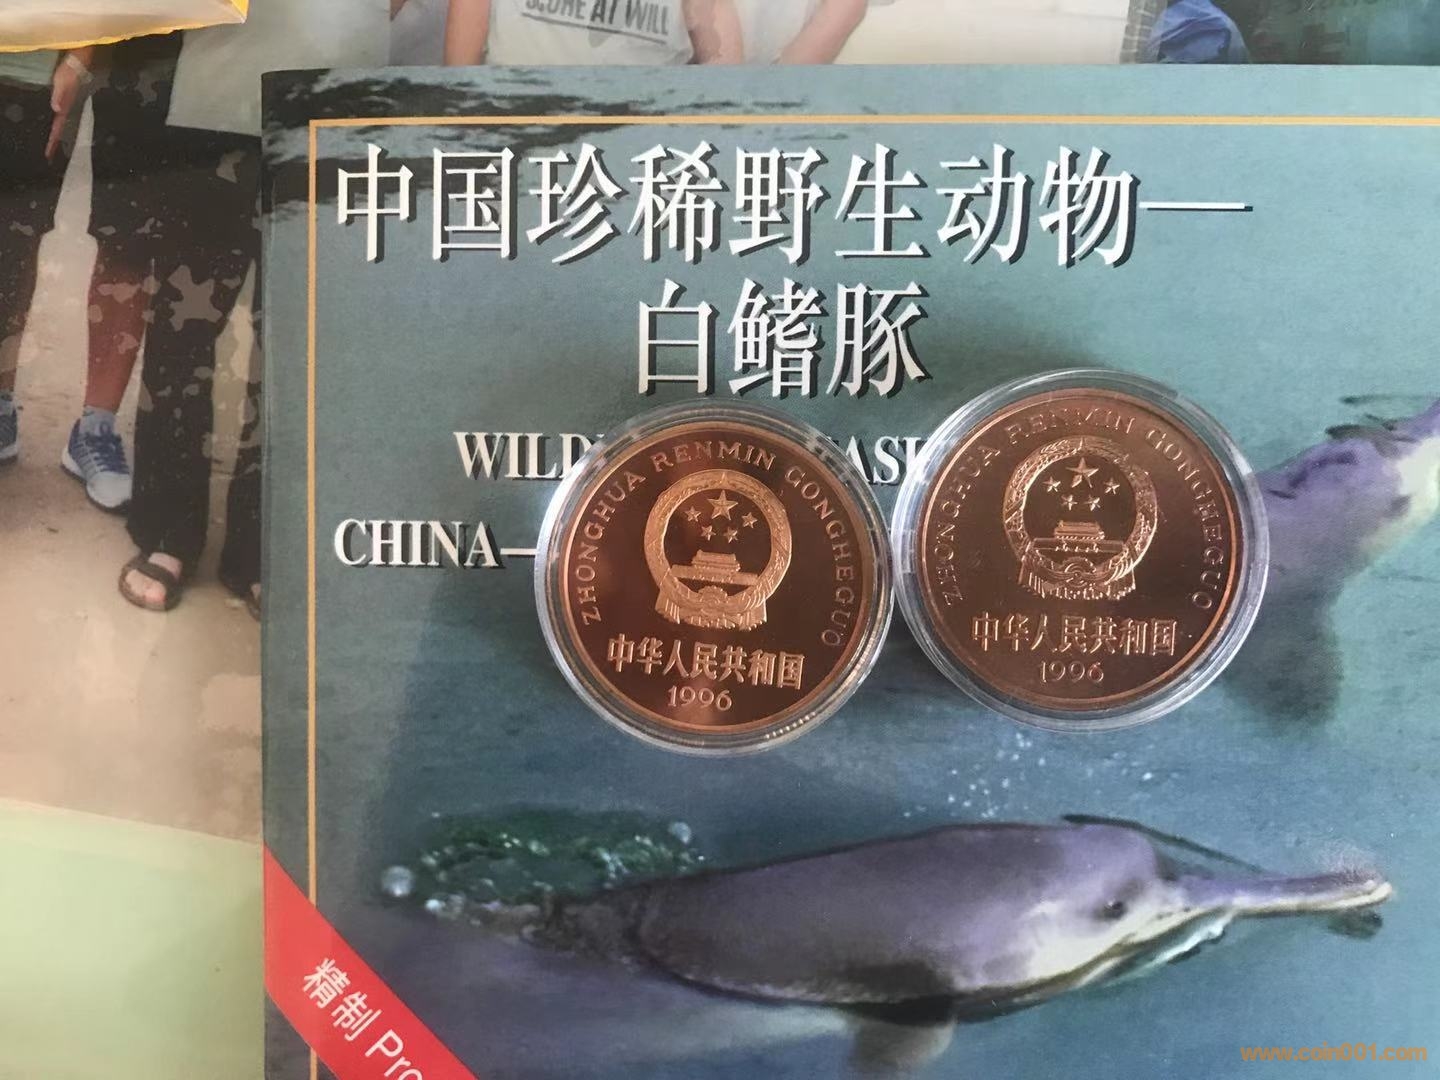 SCORE AT WILL
中国珍稀野生动物—
白鳍豚
WILD
CHINA—
ZHONGHUA RENMIN GONGHEGUO
中华人民共和国
1996
ZHONGHUA RENMIN GONGHEGUO
中华人民共和国
1996
精制 Pro
www.coin001.com